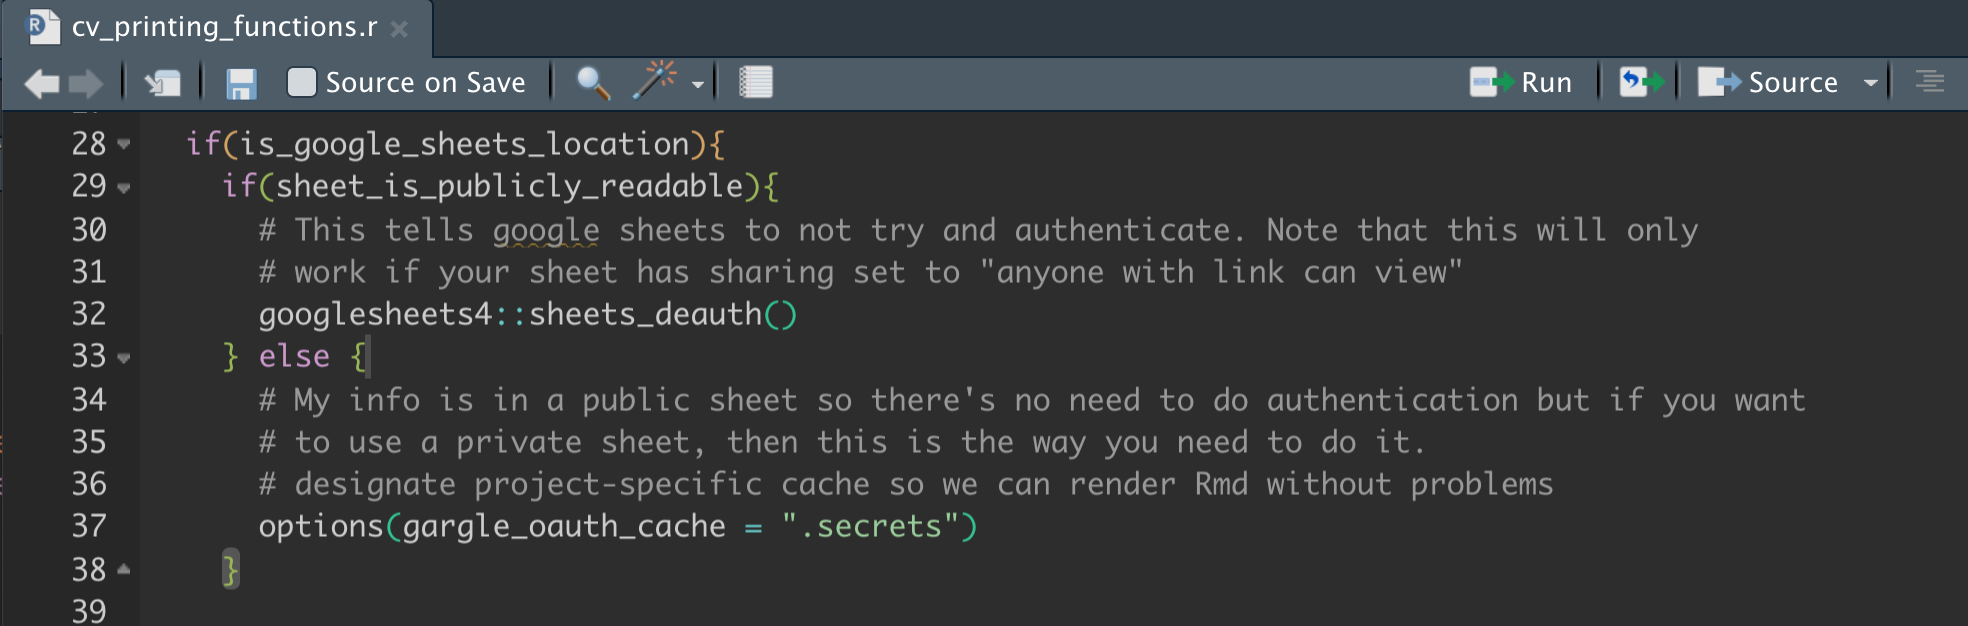 cv_printing_functions.r
Source on Save Run Source
28 if(is_google_sheets_location){
29 if(sheet_is_publicly_readable){
30 # This tells google sheets to not try and authenticate. Note that this will only
31 # work if your sheet has sharing set to "anyone with link can view"
32 googlesheets4::sheets_deauth()
33 } else {
34 # My info is in a public sheet so there's no need to do authentication but if you want
35 # to use a private sheet, then this is the way you need to do it.
36 # designate project-specific cache so we can render Rmd without problems
37 options(gargle_oauth_cache = ".secrets")
38 }
39